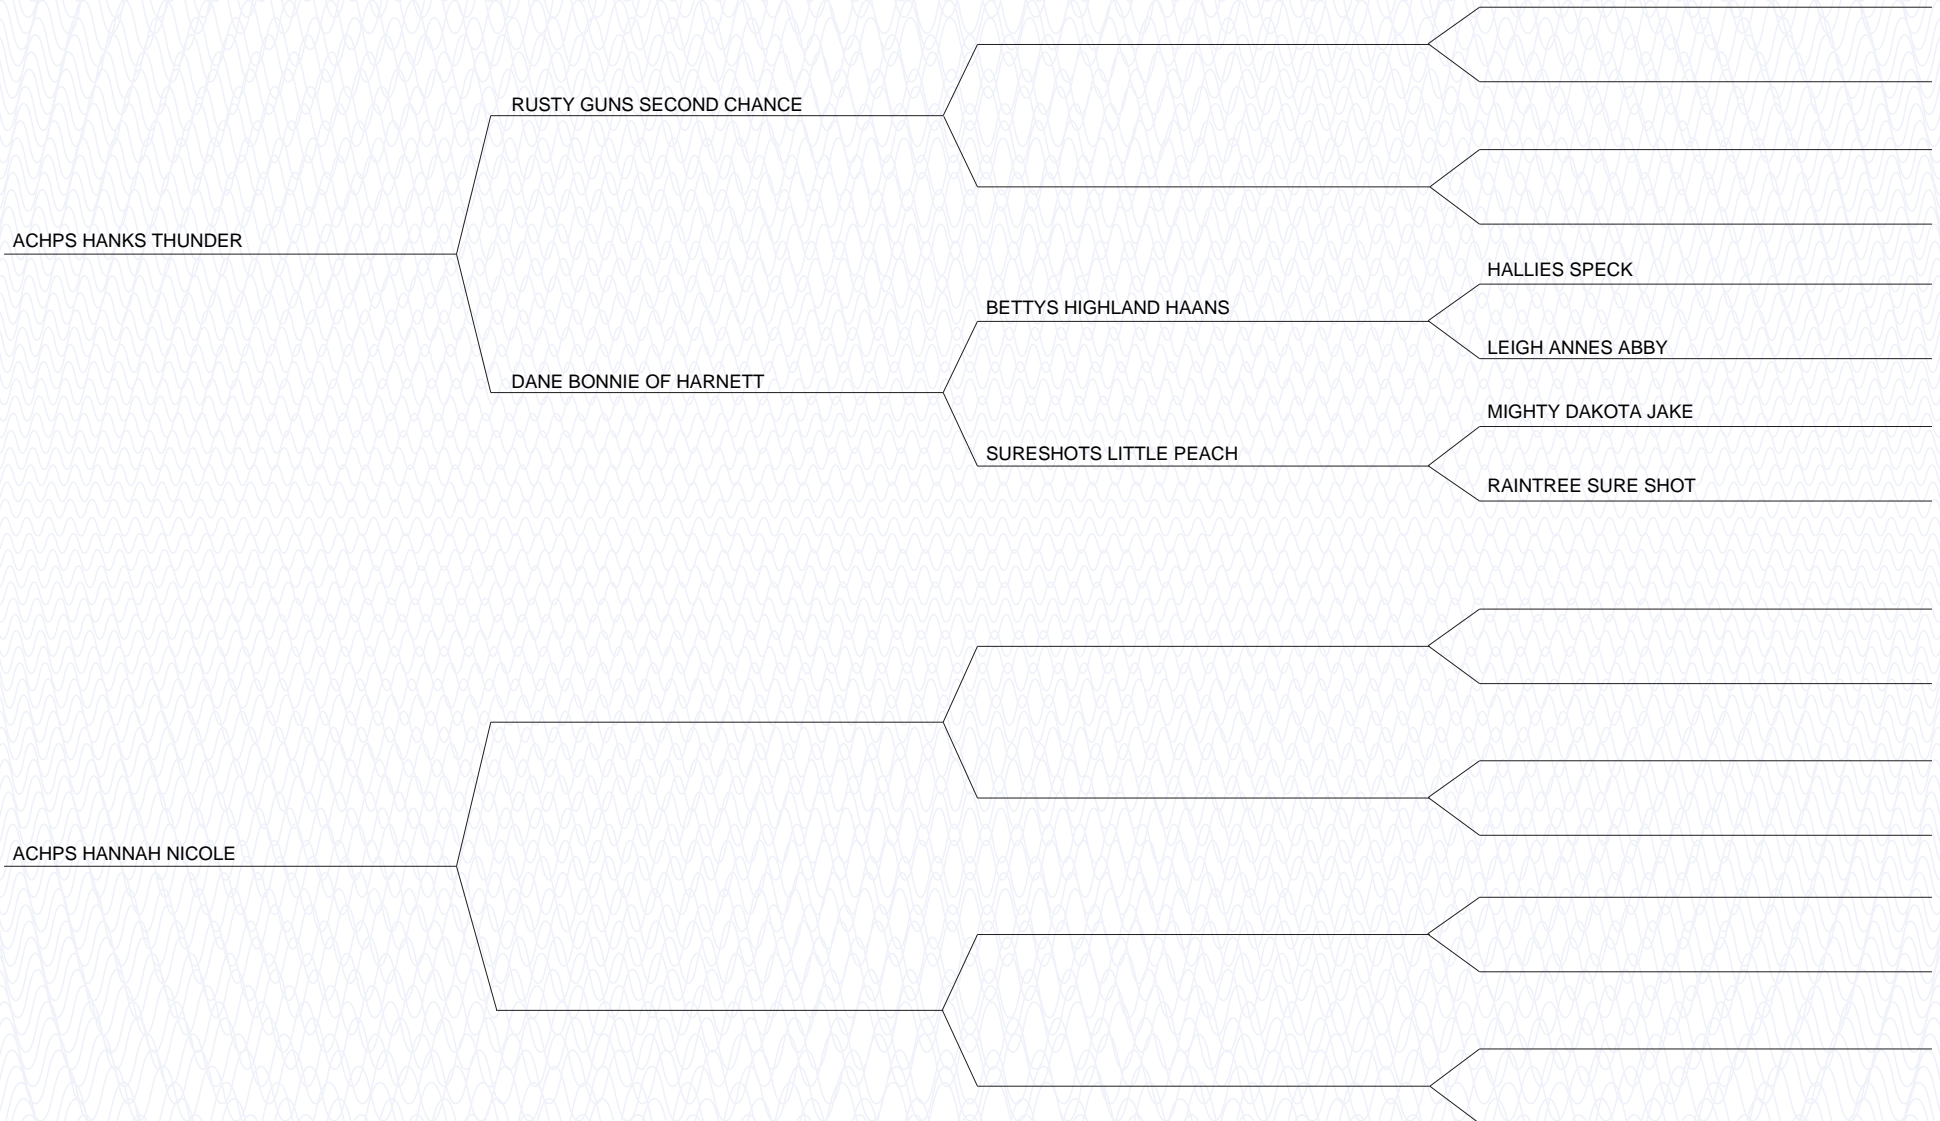 RUSTY GUNS SECOND CHANCE
ACHPS HANKS THUNDER
HALLIES SPECK
BETTYS HIGHLAND HAANS
LEIGH ANNES ABBY
DANE BONNIE OF HARNETT
MIGHTY DAKOTA JAKE
SURESHOTS LITTLE PEACH
RAINTREE SURE SHOT
ACHPS HANNAH NICOLE